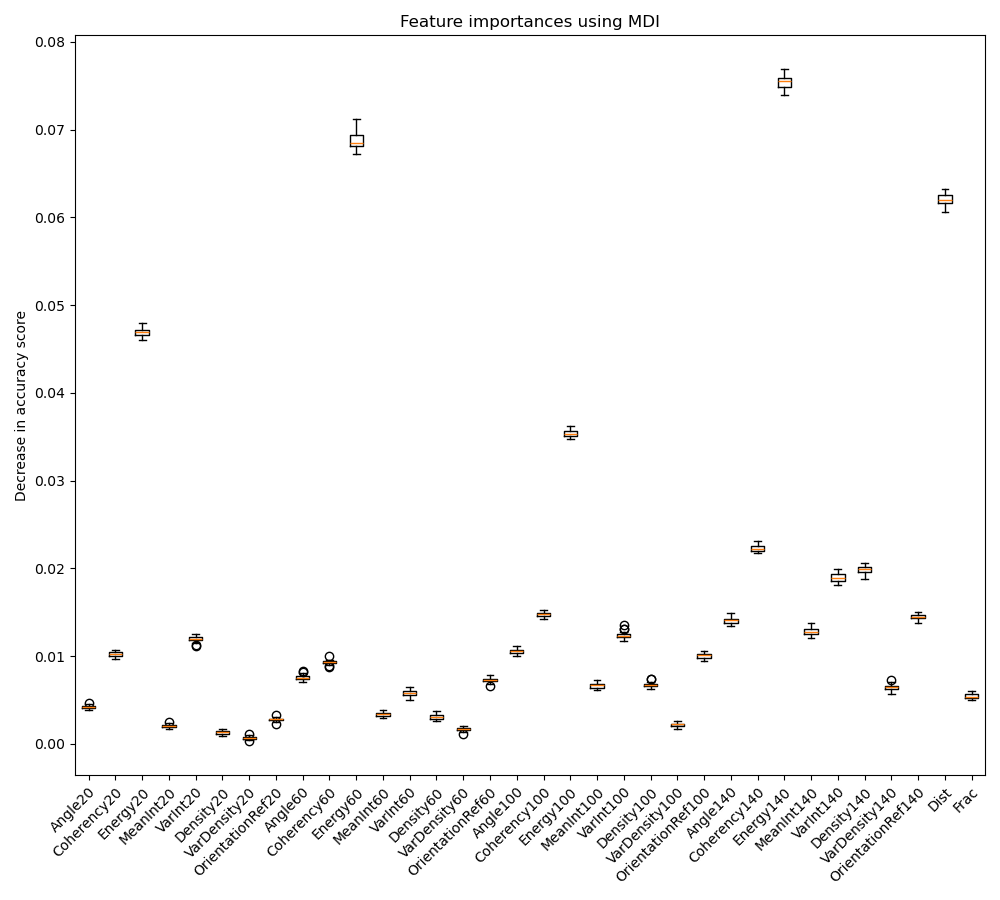 Feature importances using MDI
Decrease in accuracy score
0.08
0.07
0.06
0.05
0.04
0.03
0.02
0.01
0.00
Angle20
Coherency20
Energy20
MeanInt20
VarInt20
Density20
VarDensity20
OrientationRef20
Angle60
Coherency60
Energy60
MeanInt60
VarInt60
Density60
VarDensity60
OrientationRef60
Angle100
Coherency100
Energy100
MeanInt100
VarInt100
Density100
VarDensity100
OrientationRef100
Angle140
Coherency140
Energy140
MeanInt140
VarInt140
Density140
VarDensity140
OrientationRef140
Dist
Frac